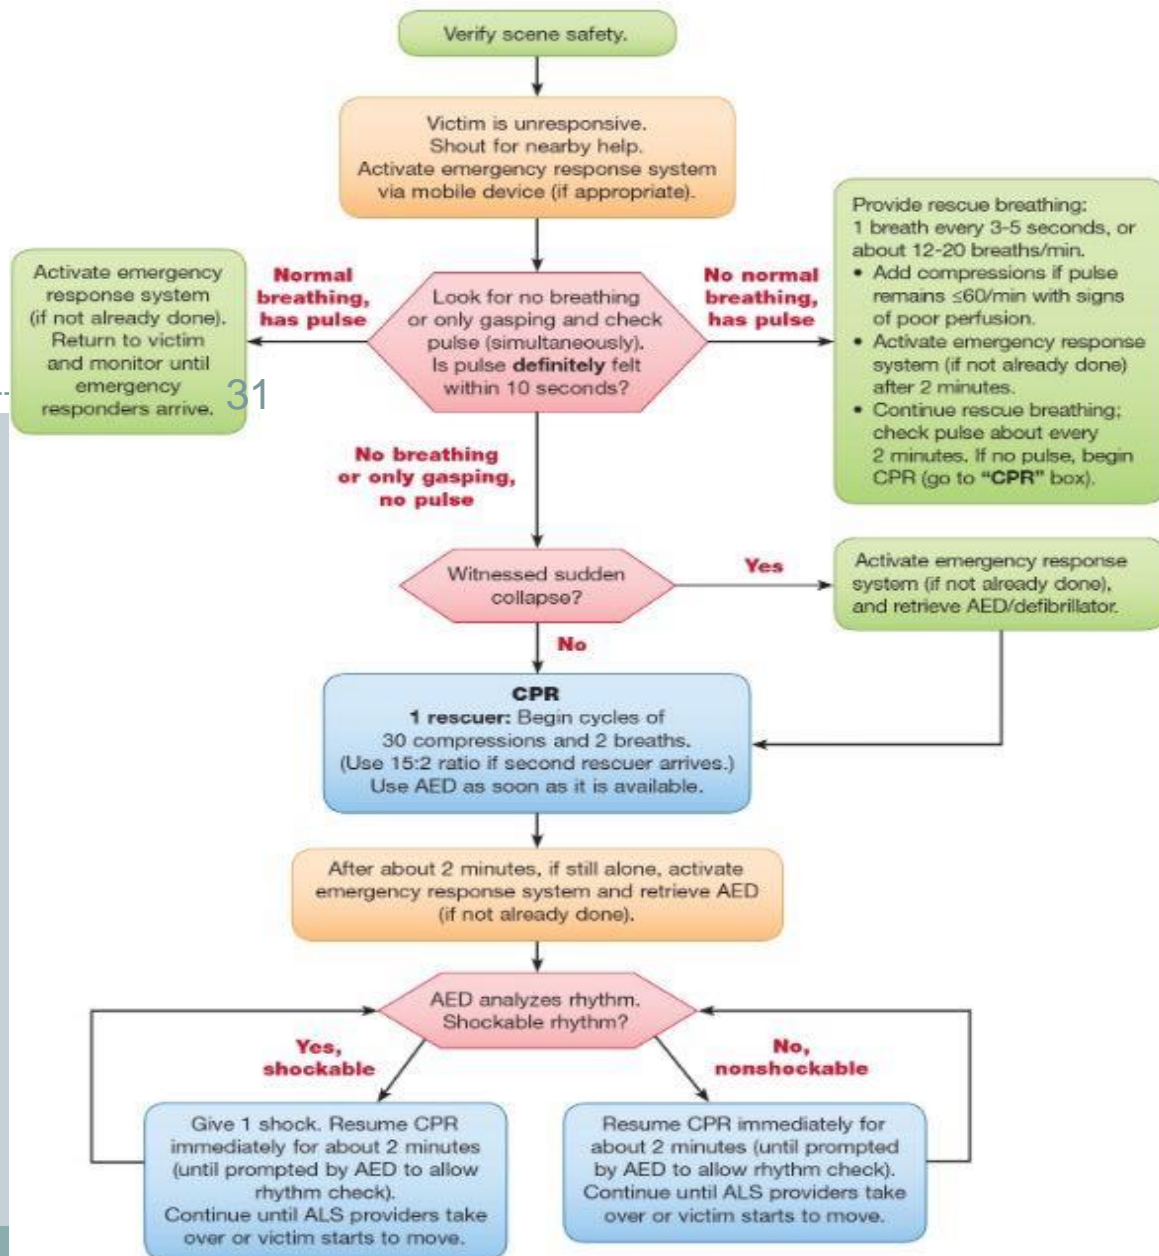 Verify scene safety.
Victim is unresponsive.
Shout for nearby help.
Activate emergency response system
via mobile device (if appropriate).
Activate emergency
response system
(if not already done).
Return to victim
and monitor until
emergency
responders arrive.
31
Normal
breathing,
has pulse
Look for no breathing
or only gasping and check
pulse (simultaneously).
Is pulse definitely felt
within 10 seconds?
No normal
breathing,
has pulse
Provide rescue breathing:
1 breath every 3-5 seconds, or
about 12-20 breaths/min.
• Add compressions if pulse
remains ≤60/min with signs
of poor perfusion.
• Activate emergency response
system (if not already done)
after 2 minutes.
• Continue rescue breathing;
check pulse about every
2 minutes. If no pulse, begin
CPR (go to “CPR” box).
No breathing
or only gasping,
no pulse
Witnessed sudden
collapse?
Yes
Activate emergency response
system (if not already done),
and retrieve AED/defibrillator.
No
CPR
1 rescuer: Begin cycles of
30 compressions and 2 breaths.
(Use 15:2 ratio if second rescuer arrives.)
Use AED as soon as it is available.
After about 2 minutes, if still alone, activate
emergency response system and retrieve AED
(if not already done).
AED analyzes rhythm.
Shockable rhythm?
Yes,
shockable
No,
nonshockable
Give 1 shock. Resume CPR
immediately for about 2 minutes
(until prompted by AED to allow
rhythm check).
Continue until ALS providers take
over or victim starts to move.
Resume CPR immediately for
about 2 minutes (until prompted
by AED to allow rhythm check).
Continue until ALS providers take
over or victim starts to move.